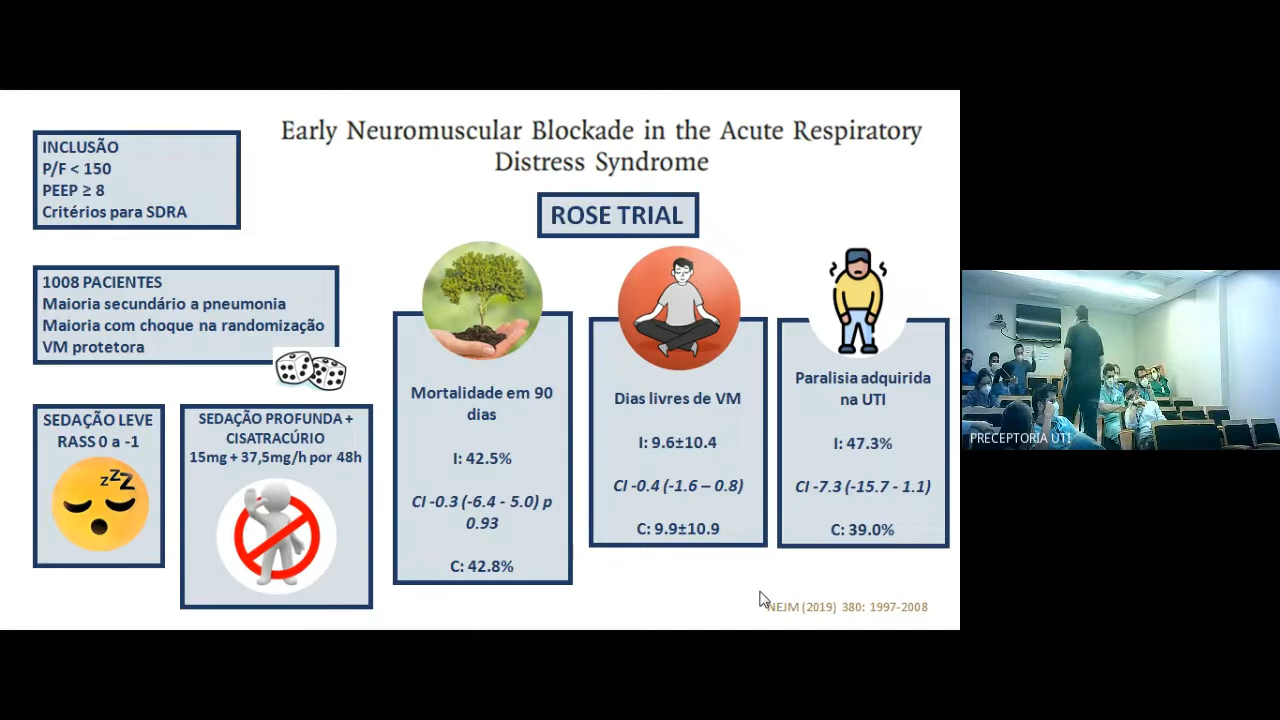 Early Neuromuscular Blockade in the Acute Respiratory
Distress Syndrome
ROSE TRIAL
INCLUSÃO
P/F < 150
PEEP ≥ 8
Critérios para SDRA
1008 PACIENTES
Maioria secundário a pneumonia
Maioria com choque na randomização
VM protetora
SEDAÇÃO LEVE
RASS 0 a -1
zzZ
SEDAÇÃO PROFUNDA +
CISATRACÚRIO
15mg + 37,5mg/h por 48h
Mortalidade em 90
dias
I: 42.5%
CI -0.3 (-6.4 - 5.0) p
0.93
C: 42.8%
Dias livres de VM
I: 9.6±10.4
CI -0.4 (-1.6 – 0.8)
C: 9.9±10.9
Paralisia adquirida
na UTI
I: 47.3%
CI -7.3 (-15.7 - 1.1)
C: 39.0%
NEJM (2019) 380: 1997-2008
PRECEPTORIA UTI